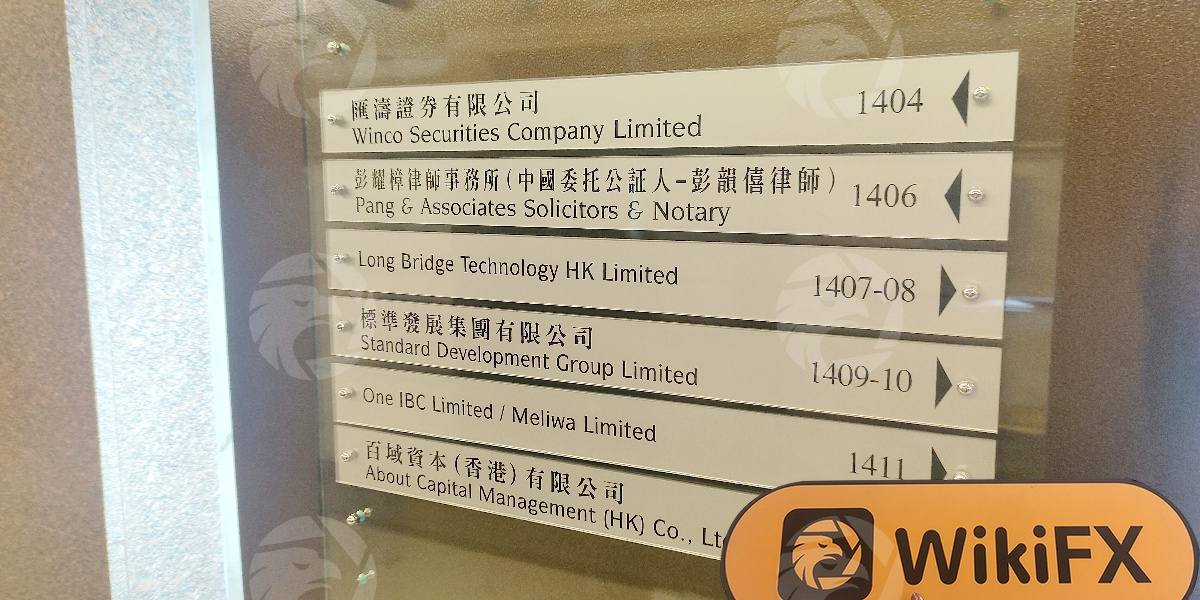 匯濤證券有限公司
Winco Securities Company Limited
1404
彭耀樟律師事務所(中國委托公証人-彭韻僖律師)
Pang & Associates Solicitors & Notary
1406
Long Bridge Technology HK Limited
1407-08
標準發展集團有限公司
Standard Development Group Limited
1409-10
One IBC Limited / Meliwa Limited
1411
百域資本(香港)有限公司
About Capital Management (HK) Co., Lt
WikiFX